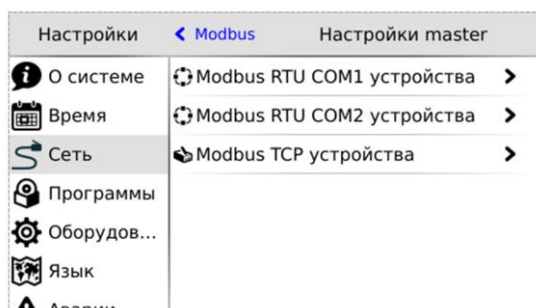 Настройки
Modbus
Настройки master
О системе
Modbus RTU COM1 устройства
Время
Modbus RTU COM2 устройства
Сеть
Modbus TCP устройства
Программы
Оборудов...
Язык
Аварии